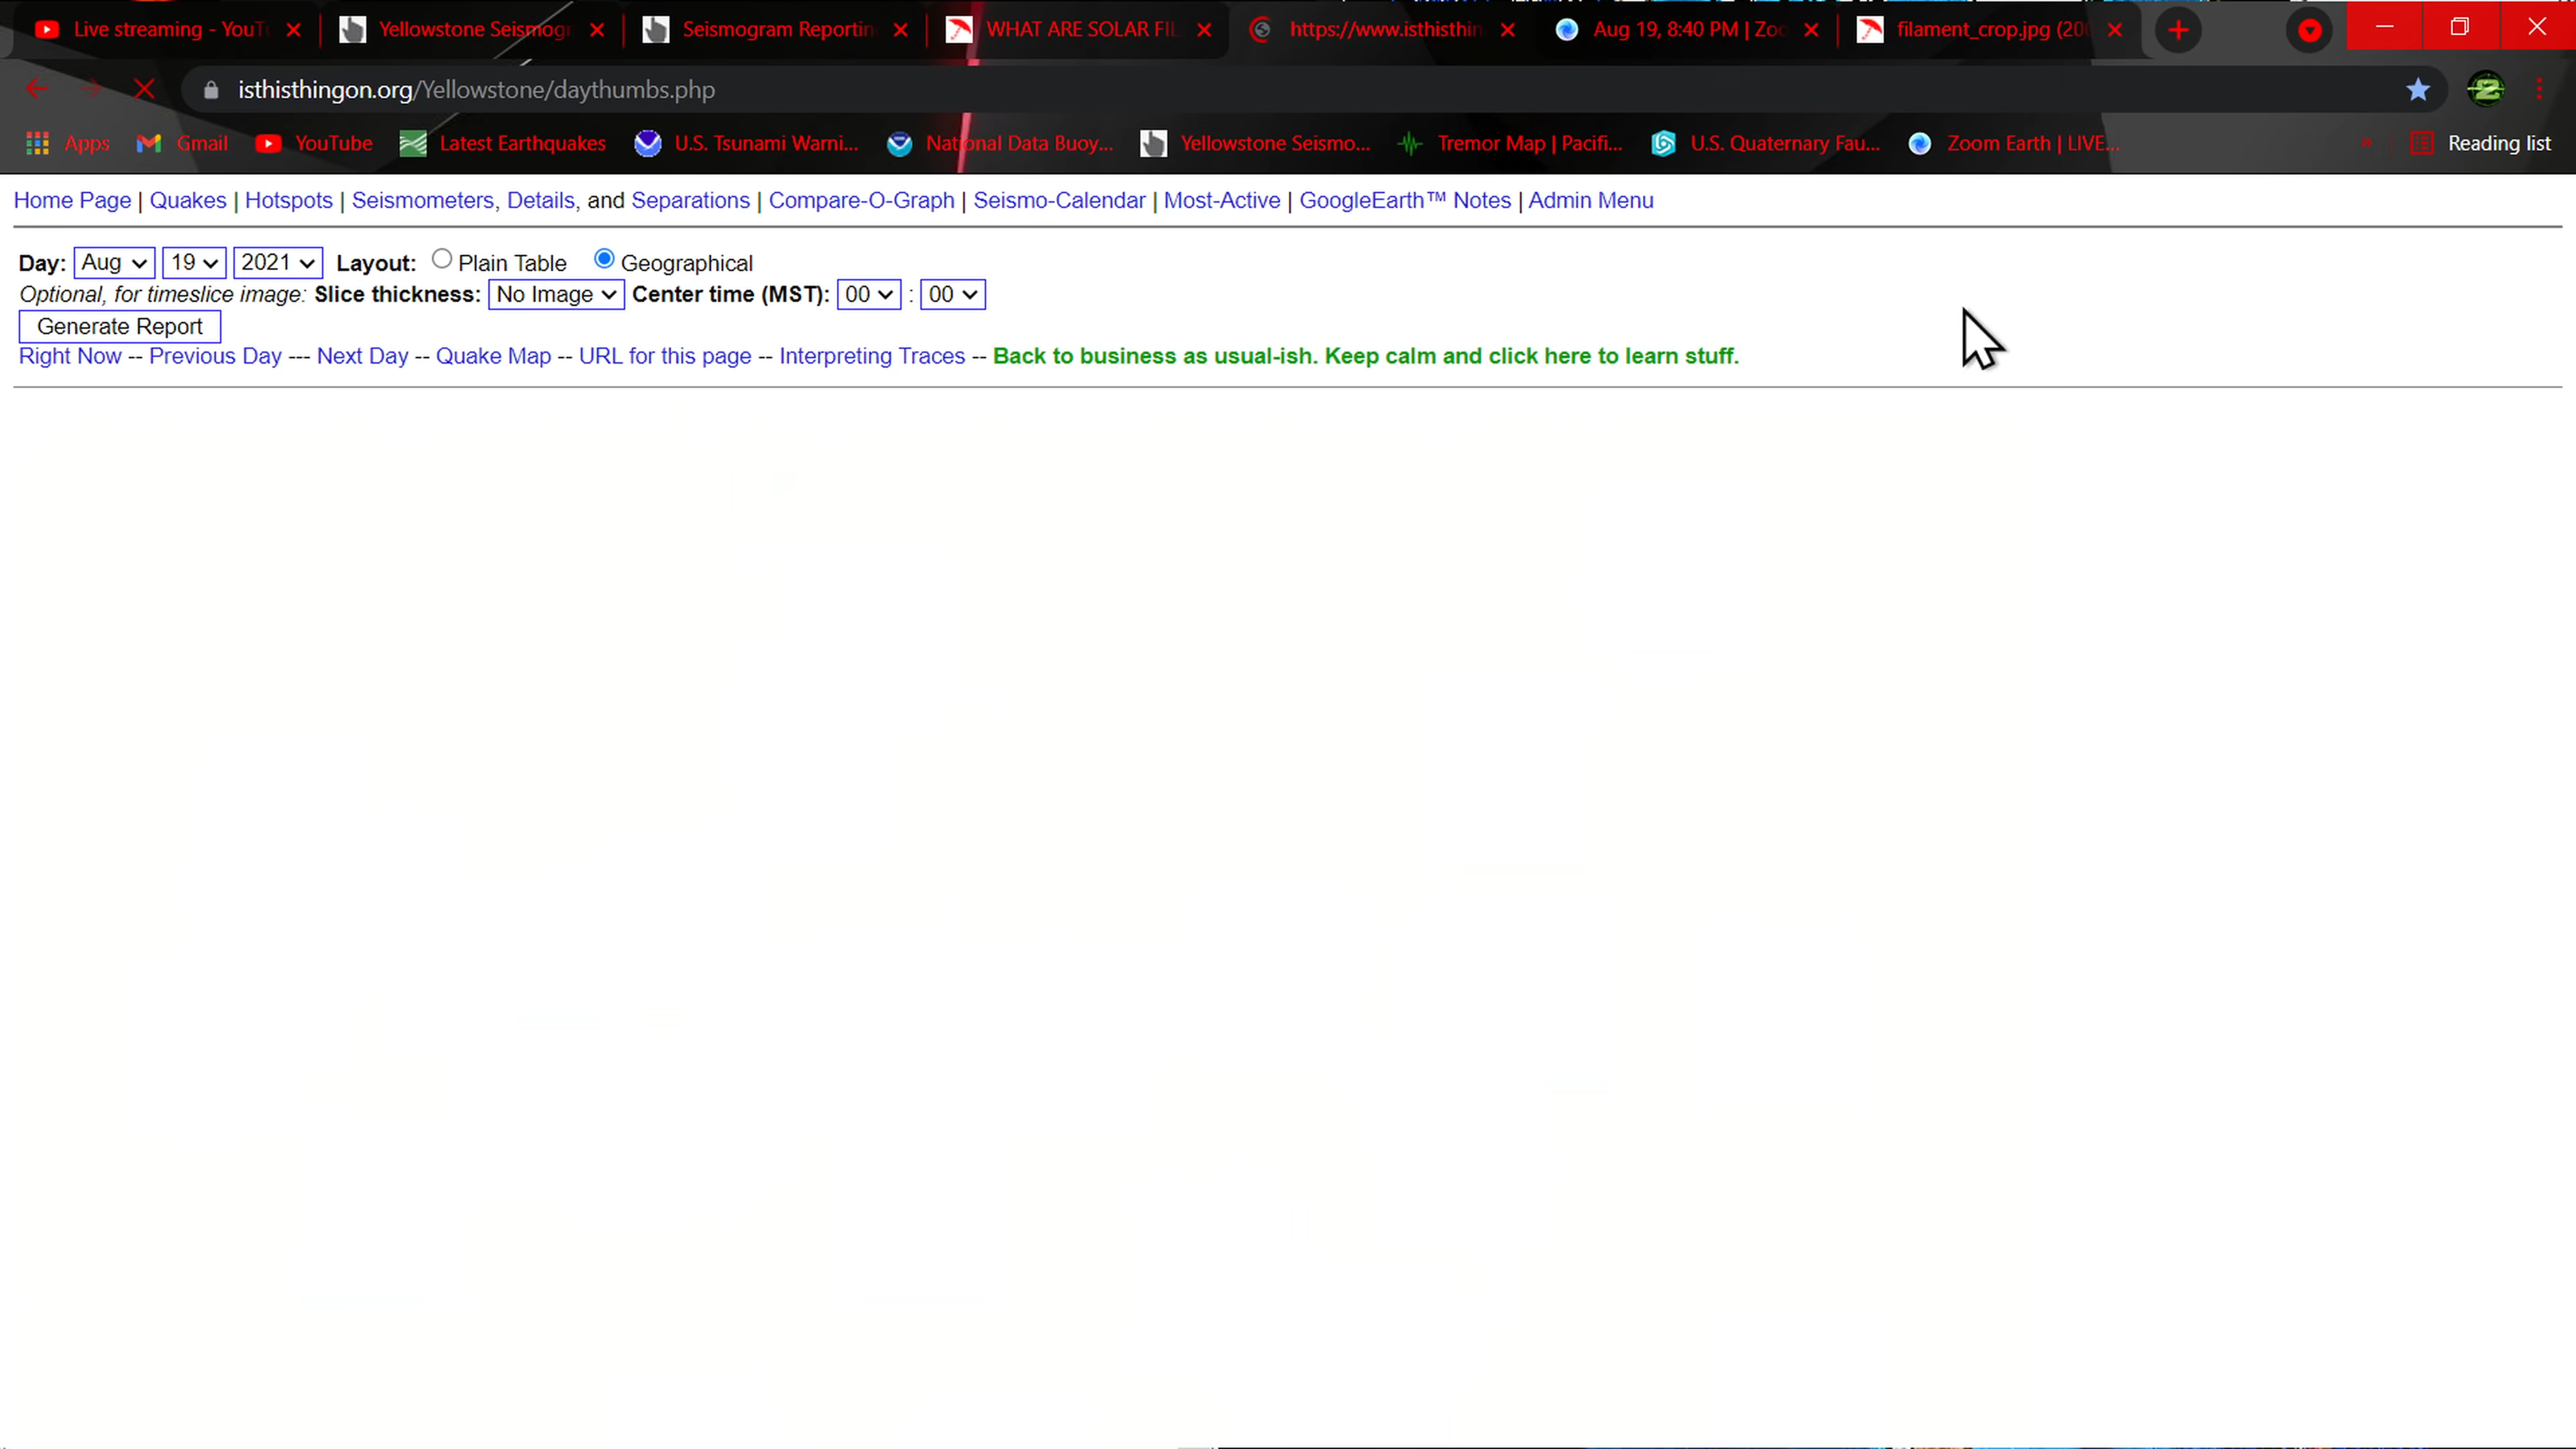 Live streaming - YouTu
Yellowstone Seismogr
Seismogram Reportin
WHAT ARE SOLAR FIL
https://www.isthisthin
Aug 19, 8:40 PM | Zoo
filament_crop.jpg (200
isthisthingon.org/Yellowstone/daythumbs.php
Apps
Gmail
YouTube
Latest Earthquakes
U.S. Tsunami Warni...
National Data Buoy...
Yellowstone Seismo...
Tremor Map | Pacifi...
U.S. Quaternary Fau...
Zoom Earth | LIVE...
»
Reading list
Home Page | Quakes | Hotspots | Seismometers, Details, and Separations | Compare-O-Graph | Seismo-Calendar | Most-Active | GoogleEarth™ Notes | Admin Menu
Day: Aug 19 2021 Layout: Plain Table Geographical
Optional, for timeslice image: Slice thickness: No Image Center time (MST): 00 : 00
Generate Report
Right Now -- Previous Day --- Next Day -- Quake Map -- URL for this page -- Interpreting Traces -- Back to business as usual-ish. Keep calm and click here to learn stuff.